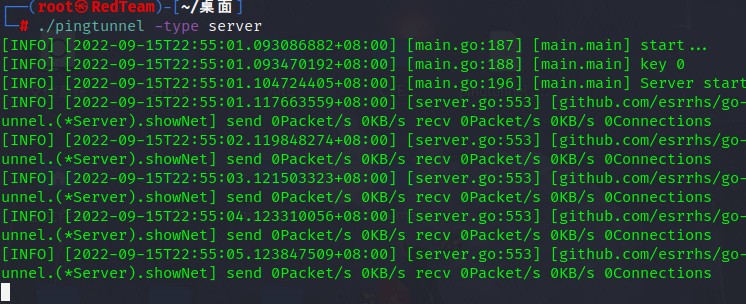 ┌──(root㉿RedTeam)-[~/桌面]
└─# ./pingtunnel -type server
[INFO] [2022-09-15T22:55:01.093086882+08:00] [main.go:187] [main.main] start...
[INFO] [2022-09-15T22:55:01.093470192+08:00] [main.go:188] [main.main] key 0
[INFO] [2022-09-15T22:55:01.104724405+08:00] [main.go:196] [main.main] Server start
[INFO] [2022-09-15T22:55:01.117663559+08:00] [server.go:553] [github.com/esrrhs/go-
unnel.(*Server).showNet] send 0Packet/s 0KB/s recv 0Packet/s 0KB/s 0Connections
[INFO] [2022-09-15T22:55:02.119848274+08:00] [server.go:553] [github.com/esrrhs/go-
unnel.(*Server).showNet] send 0Packet/s 0KB/s recv 0Packet/s 0KB/s 0Connections
[INFO] [2022-09-15T22:55:03.121503323+08:00] [server.go:553] [github.com/esrrhs/go-
unnel.(*Server).showNet] send 0Packet/s 0KB/s recv 0Packet/s 0KB/s 0Connections
[INFO] [2022-09-15T22:55:04.123310056+08:00] [server.go:553] [github.com/esrrhs/go-
unnel.(*Server).showNet] send 0Packet/s 0KB/s recv 0Packet/s 0KB/s 0Connections
[INFO] [2022-09-15T22:55:05.123847509+08:00] [server.go:553] [github.com/esrrhs/go-
unnel.(*Server).showNet] send 0Packet/s 0KB/s recv 0Packet/s 0KB/s 0Connections